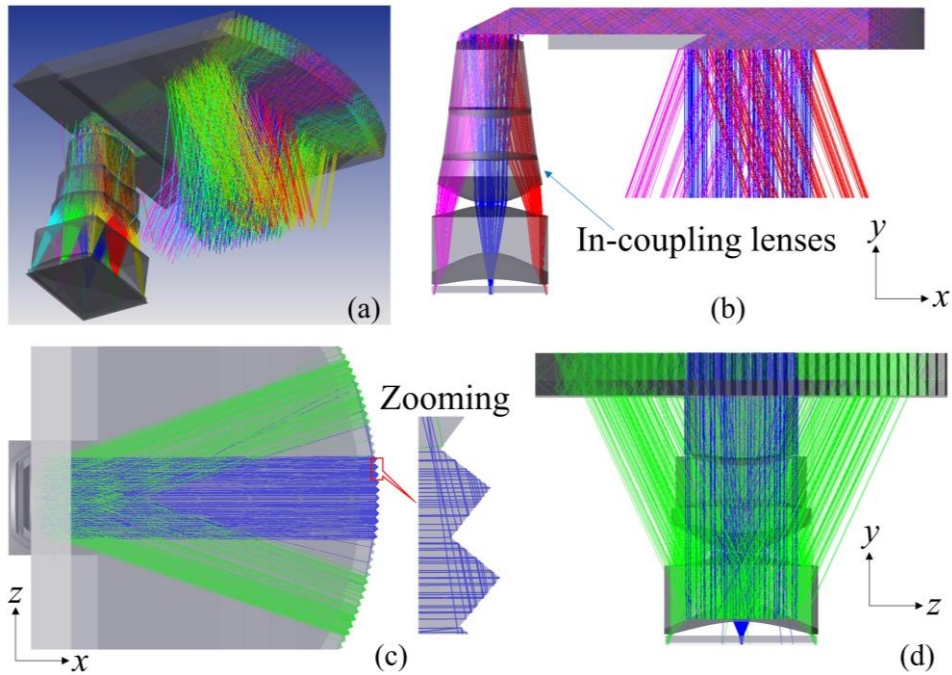 (a)
In-coupling lenses
(b)
y
x
Zooming
z
x
(c)
y
z
(d)